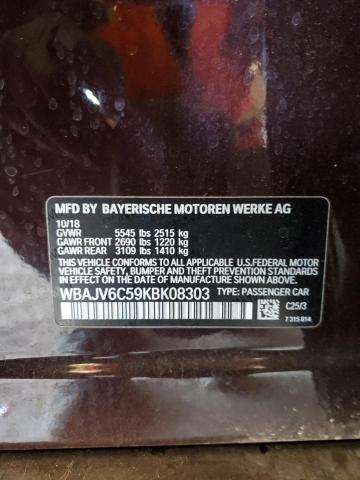 MFD BY BAYERISCHE MOTOREN WERKE AG
10/18
GVWR 5545 lbs 2515 kg
GAWR FRONT 2690 lbs 1220 kg
GAWR REAR 3109 lbs 1410 kg
THIS VEHICLE CONFORMS TO ALL APPLICABLE U.S.FEDERAL MOTOR
VEHICLE SAFETY, BUMPER AND THEFT PREVENTION STANDARDS IN
EFFECT ON THE DATE OF MANUFACTURE SHOWN ABOVE.
WBAJV6C59KBK08303 TYPE: PASSENGER CAR
C25/3
7 315 814